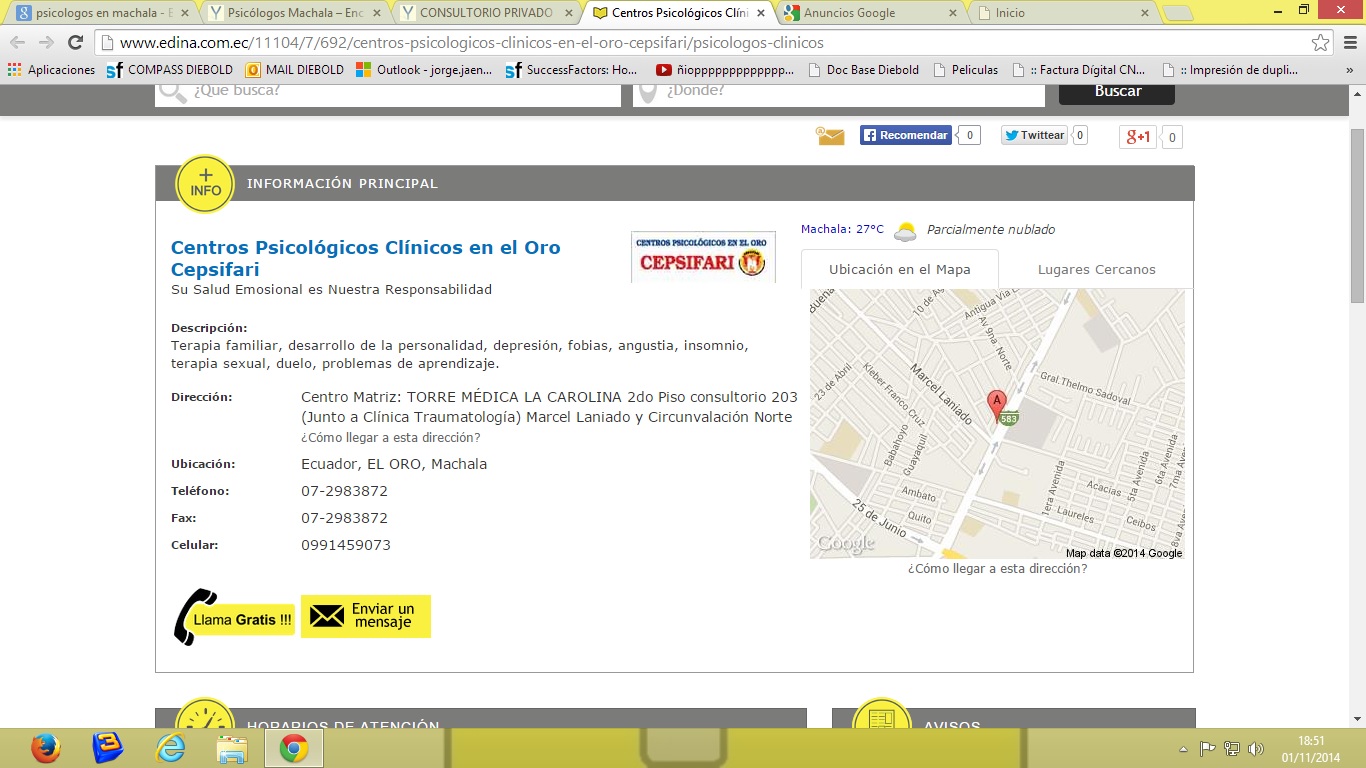 psicologos en machala - B
Psicólogos Machala – Enc
CONSULTORIO PRIVADO
Centros Psicológicos Clíni
Anuncios Google
Inicio
www.edina.com.ec/11104/7/692/centros-psicologicos-clinicos-en-el-oro-cepsifari/psicologos-clinicos
Aplicaciones
COMPASS DIEBOLD
MAIL DIEBOLD
Outlook - jorge.jaen...
SuccessFactors: Ho...
ñiopppppppppppppp...
Doc Base Diebold
Peliculas
:: Factura Digital CN...
:: Impresión de dupli...
¿Qué busca?
¿Dónde?
Buscar
Recomendar 0
Twittear 0
g+1 0
+
INFO
INFORMACIÓN PRINCIPAL
Centros Psicológicos Clínicos en el Oro
Cepsifari
Su Salud Emosional es Nuestra Responsabilidad
CENTROS PSICOLÓGICOS EN EL ORO
CEPSIFARI
Descripción:
Terapia familiar, desarrollo de la personalidad, depresión, fobias, angustia, insomnio,
terapia sexual, duelo, problemas de aprendizaje.
Dirección: Centro Matriz: TORRE MÉDICA LA CAROLINA 2do Piso consultorio 203
(Junto a Clínica Traumatología) Marcel Laniado y Circunvalación Norte
¿Cómo llegar a esta dirección?
Ubicación: Ecuador, EL ORO, Machala
Teléfono: 07-2983872
Fax: 07-2983872
Celular: 0991459073
Llama Gratis !!!
Enviar un
mensaje
Machala: 27°C Parcialmente nublado
Ubicación en el Mapa
Lugares Cercanos
Buena
10 de Ag
Antigua Via L
Av 9na. Norte
23 de Abril
Kleber Franco Cruz
Marcel Laniado
Gral.Thelmo Sadoval
A
583
Babahoyo
Guayaquil
Ambato
Quito
25 de Junio
1era Avenida
Acacias
Laureles
Ceibos
5ta Avenida
6ta Avenida
7ma Ave
8va Av
Google
Map data ©2014 Google
¿Cómo llegar a esta dirección?
HORARIOS DE ATENCIÓN
AVISOS
18:51
01/11/2014